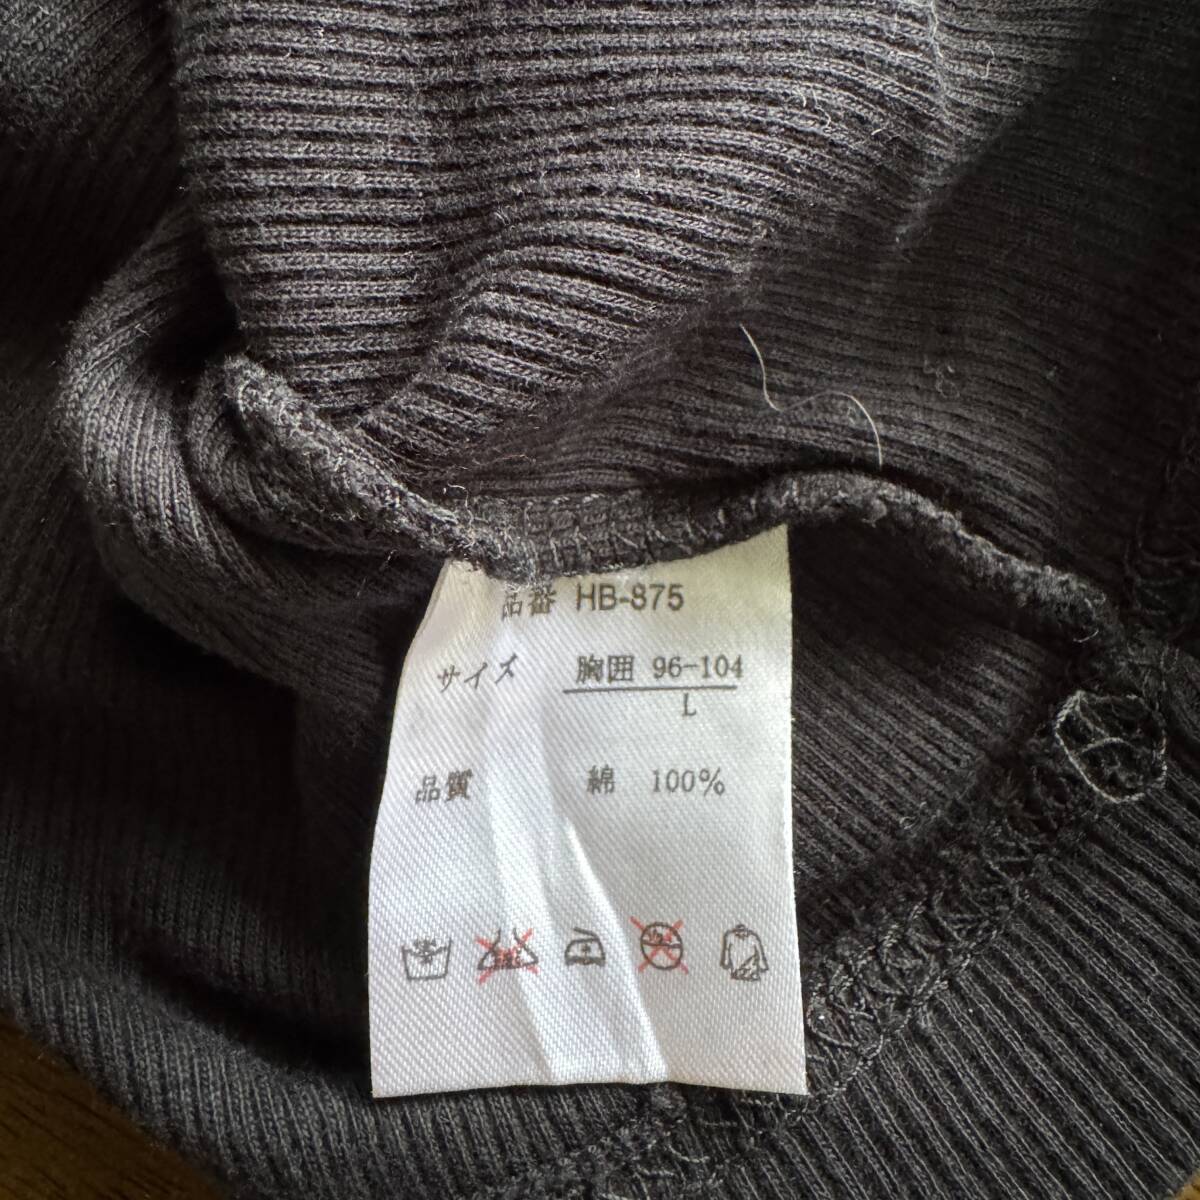 品番 HB-875
サイズ 胸囲 96-104
L
品質 綿 100%